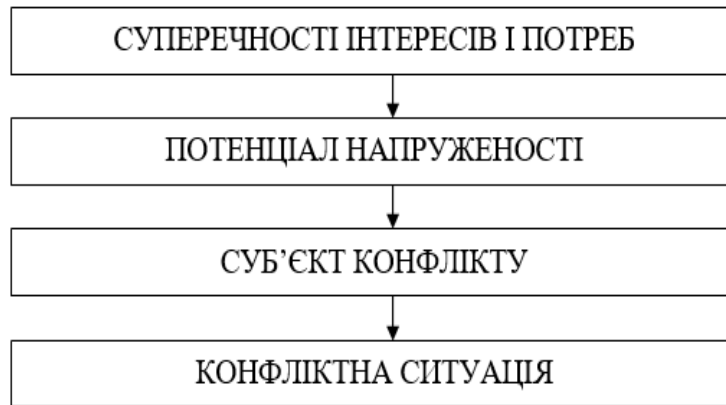 СУПЕРЕЧНОСТІ ІНТЕРЕСІВ І ПОТРЕБ
ПОТЕНЦІАЛ НАПРУЖЕНОСТІ
СУБ’ЄКТ КОНФЛІКТУ
КОНФЛІКТНА СИТУАЦІЯ